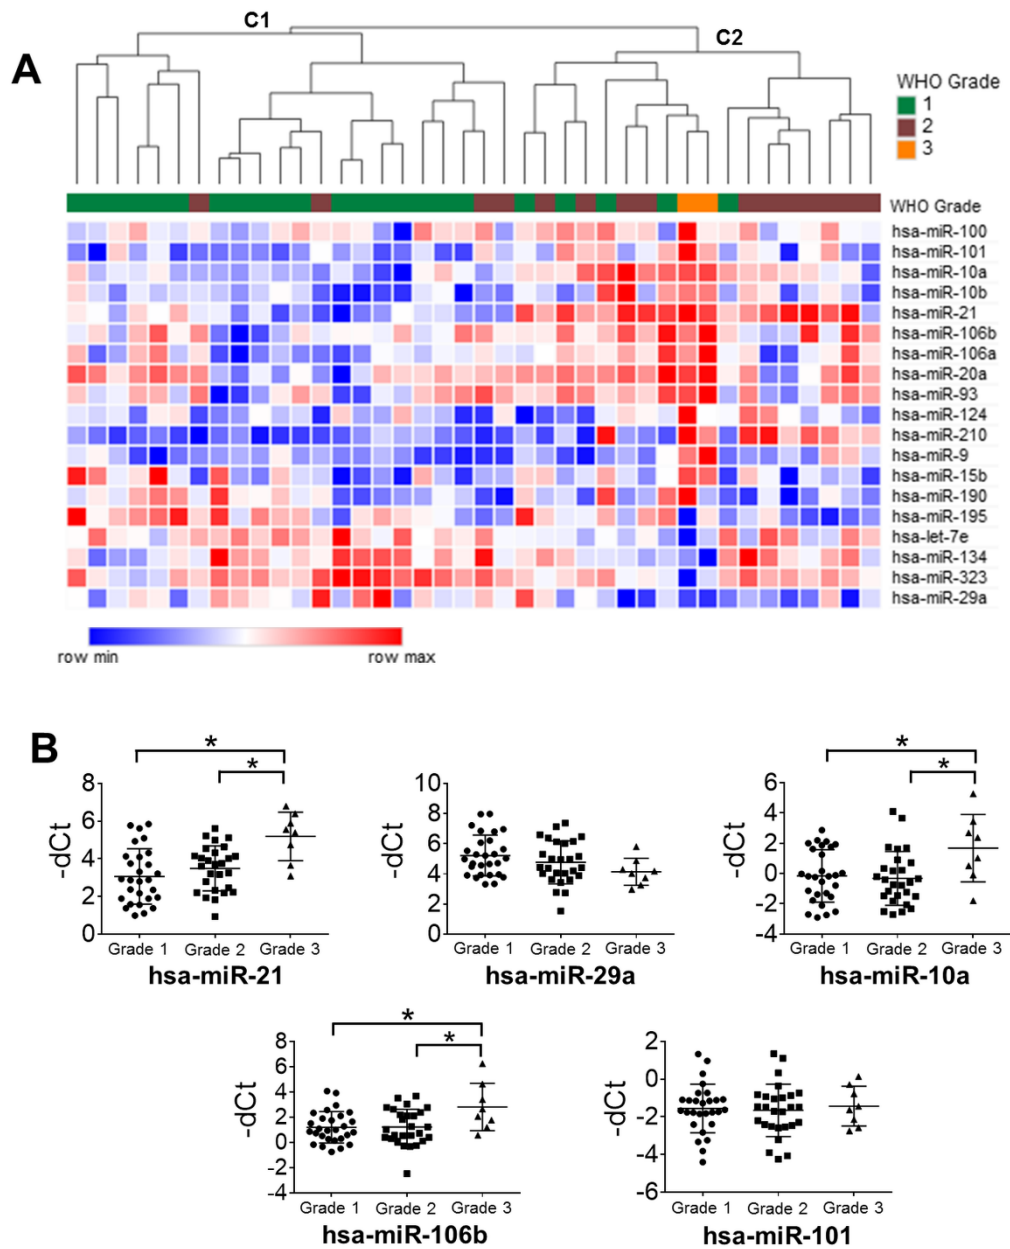 C1
C2
A
WHO Grade
1
2
3
WHO Grade
hsa-miR-100
hsa-miR-101
hsa-miR-10a
hsa-miR-10b
hsa-miR-21
hsa-miR-106b
hsa-miR-106a
hsa-miR-20a
hsa-miR-93
hsa-miR-124
hsa-miR-210
hsa-miR-9
hsa-miR-15b
hsa-miR-190
hsa-miR-195
hsa-let-7e
hsa-miR-134
hsa-miR-323
hsa-miR-29a
row min row max
B
*
*
8
6
4
2
0
-dCt
Grade 1 Grade 2 Grade 3
hsa-miR-21
10
8
6
4
2
0
-dCt
Grade 1 Grade 2 Grade 3
hsa-miR-29a
*
*
6
4
2
0
-2
-4
-dCt
Grade 1 Grade 2 Grade 3
hsa-miR-10a
*
*
8
6
4
2
0
-2
-4
-dCt
Grade 1 Grade 2 Grade 3
hsa-miR-106b
2
0
-2
-4
-6
-dCt
Grade 1 Grade 2 Grade 3
hsa-miR-101